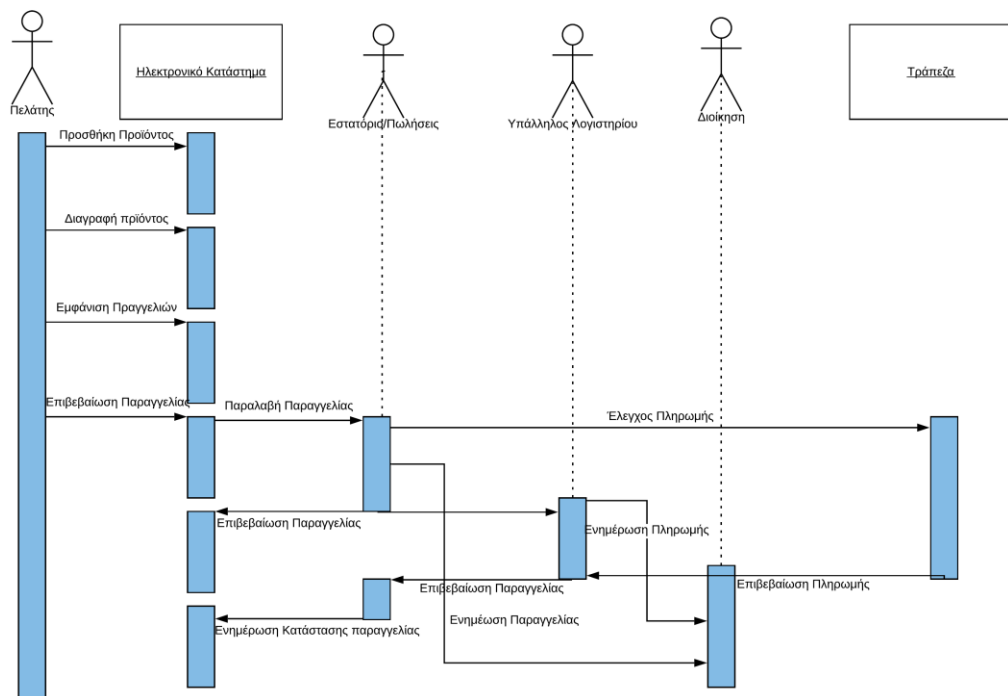 Πελάτης
Ηλεκτρονικό Κατάστημα
Εστατόρια/Πωλήσεις
Υπάλληλος Λογιστηρίου
Διοίκηση
Τράπεζα
Προσθήκη Προϊόντος
Διαγραφή πρϊόντος
Εμφάνιση Πραγγελιών
Επιβεβαίωση Παραγγελίας
Παραλαβή Παραγγελίας
Έλεγχος Πληρωμής
Επιβεβαίωση Παραγγελίας
Ενημέρωση Πληρωμής
Επιβεβαίωση Παραγγελίας
Επιβεβαίωση Πληρωμής
Ενημέρωση Κατάστασης παραγγελίας
Ενημέωση Παραγγελίας